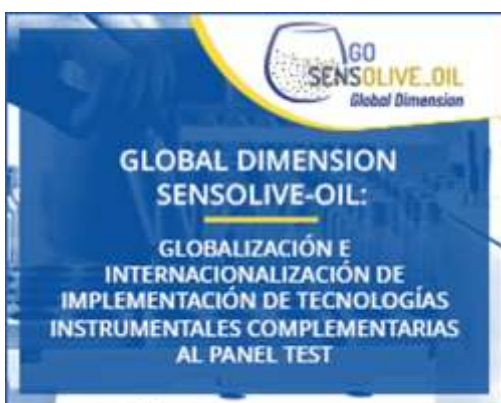 GO
SENSOLIVE_OIL
Global Dimension
GLOBAL DIMENSION
SENSOLIVE-OIL:
GLOBALIZACIÓN E
INTERNACIONALIZACIÓN DE
IMPLEMENTACIÓN DE TECNOLOGÍAS
INSTRUMENTALES COMPLEMENTARIAS
AL PANEL TEST